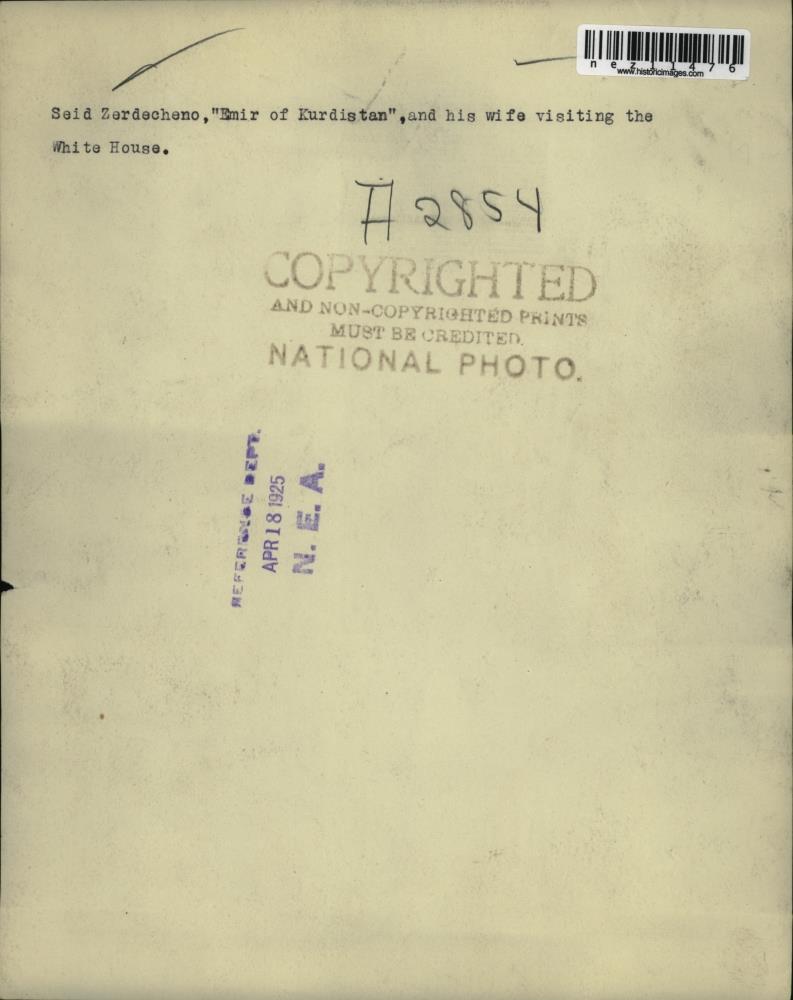 nez11476
www.historicimages.com
Seid Zerdecheno,"Emir of Kurdistan",and his wife visiting the
White House.
A 2854
COPYRIGHTED
AND NON-COPYRIGHTED PRINTS
MUST BE CREDITED.
NATIONAL PHOTO.
REFERENCE DEPT.
APR 18 1925
N. E. A.